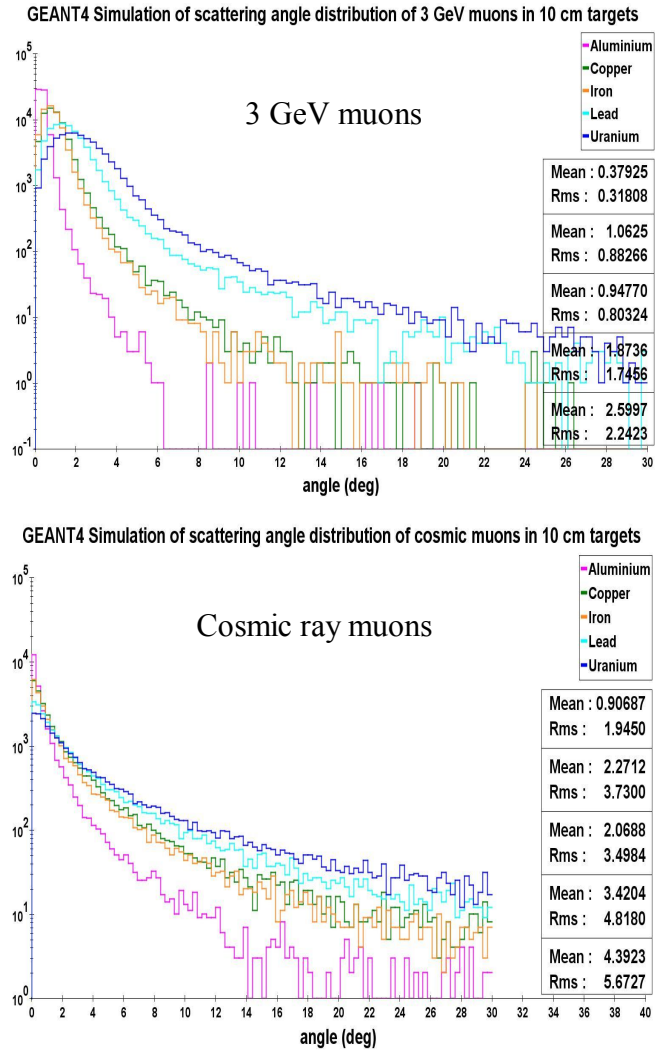 GEANT4 Simulation of scattering angle distribution of 3 GeV muons in 10 cm targets
10^5
10^4
10^3
10^2
10^1
10^0
10^-1
3 GeV muons
Aluminium
Copper
Iron
Lead
Uranium
Mean : 0.37925
Rms : 0.31808
Mean : 1.0625
Rms : 0.88266
Mean : 0.94770
Rms : 0.80324
Mean : 1.8736
Rms : 1.7456
Mean : 2.5997
Rms : 2.2423
0 2 4 6 8 10 12 14 16 18 20 22 24 26 28 30
angle (deg)
GEANT4 Simulation of scattering angle distribution of cosmic muons in 10 cm targets
10^5
10^4
10^3
10^2
10^1
10^0
Cosmic ray muons
Aluminium
Copper
Iron
Lead
Uranium
Mean : 0.90687
Rms : 1.9450
Mean : 2.2712
Rms : 3.7300
Mean : 2.0688
Rms : 3.4984
Mean : 3.4204
Rms : 4.8180
Mean : 4.3923
Rms : 5.6727
0 2 4 6 8 10 12 14 16 18 20 22 24 26 28 30
angle (deg)